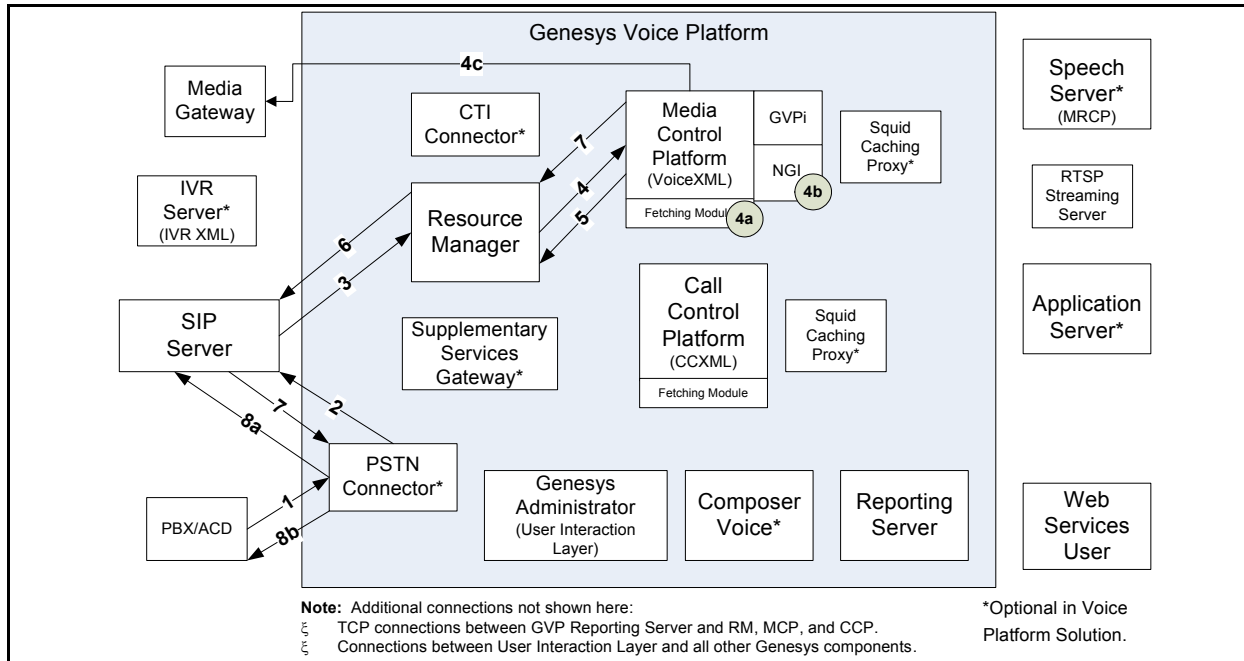 Genesys Voice Platform
4c
Media
Gateway
CTI
Connector*
Media
Control
Platform
(VoiceXML)
Fetching Modul
GVPi
NGI
4a
4b
Squid
Caching
Proxy*
Speech
Server*
(MRCP)
IVR
Server*
(IVR XML)
Resource
Manager
7
4
5
RTSP
Streaming
Server
6
3
SIP
Server
Supplementary
Services
Gateway*
Call
Control
Platform
(CCXML)
Fetching Module
Squid
Caching
Proxy*
Application
Server*
7
2
8a
PSTN
Connector*
1
8b
PBX/ACD
Genesys
Administrator
(User Interaction
Layer)
Composer
Voice*
Reporting
Server
Web
Services
User
Note: Additional connections not shown here:
ξ TCP connections between GVP Reporting Server and RM, MCP, and CCP.
ξ Connections between User Interaction Layer and all other Genesys components.
*Optional in Voice
Platform Solution.